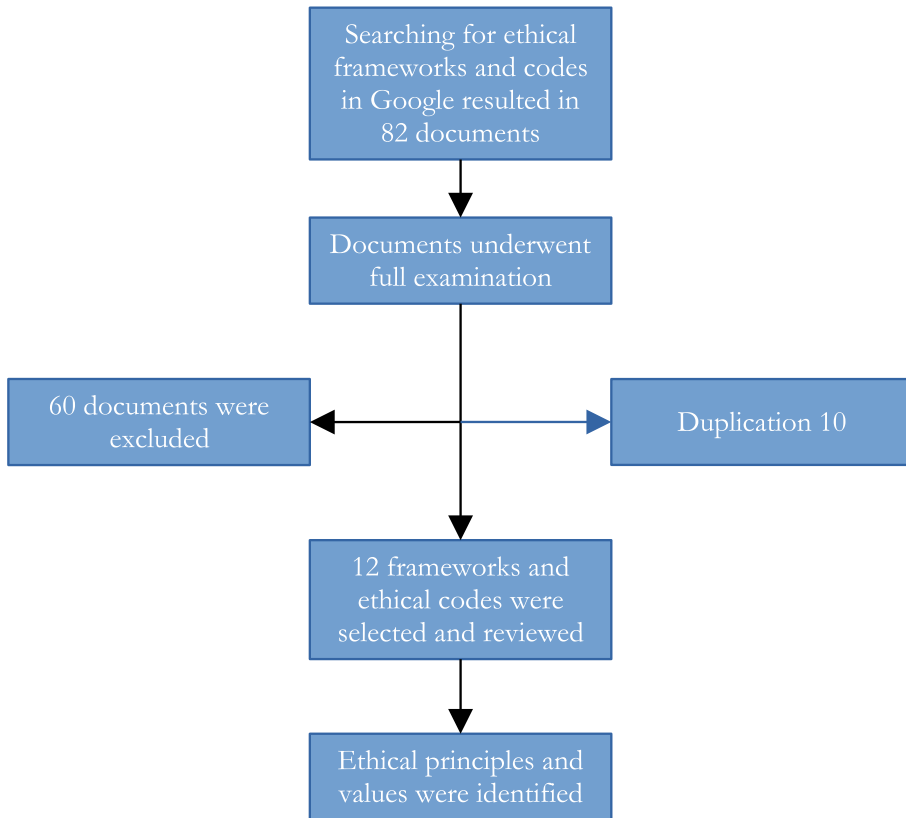 Searching for ethical
frameworks and codes
in Google resulted in
82 documents
Documents underwent
full examination
60 documents were
excluded
Duplication 10
12 frameworks and
ethical codes were
selected and reviewed
Ethical principles and
values were identified